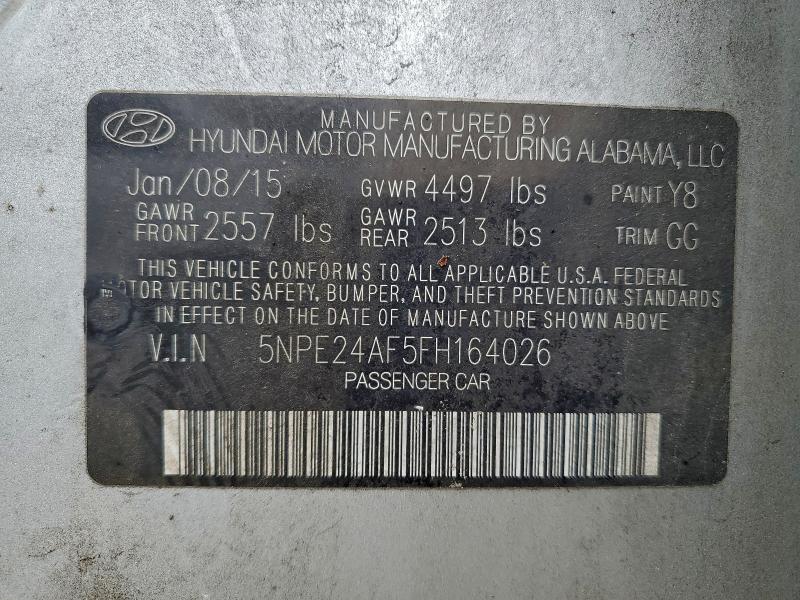 MANUFACTURED BY
HYUNDAI MOTOR MANUFACTURING ALABAMA, LLC
Jan/08/15 GVWR 4497 lbs PAINT Y8
GAWR FRONT 2557 lbs GAWR REAR 2513 lbs TRIM GG
THIS VEHICLE CONFORMS TO ALL APPLICABLE U.S.A. FEDERAL
MOTOR VEHICLE SAFETY, BUMPER, AND THEFT PREVENTION STANDARDS
IN EFFECT ON THE DATE OF MANUFACTURE SHOWN ABOVE
V.I.N 5NPE24AF5FH164026
PASSENGER CAR